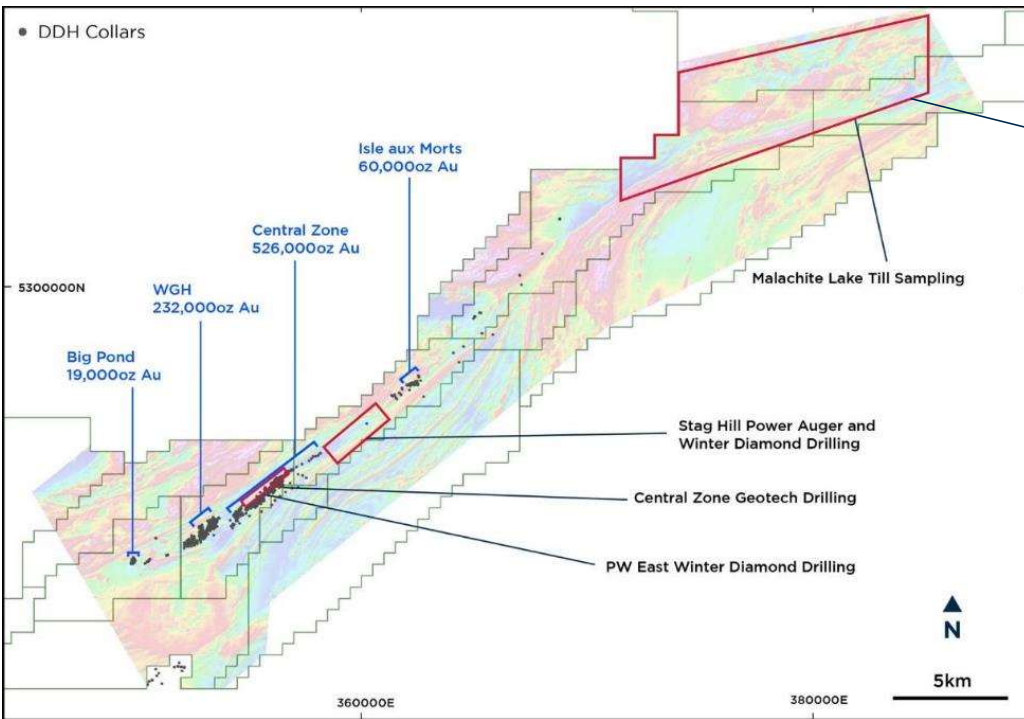 DDH Collars
Isle aux Morts
60,000oz Au
Central Zone
526,000oz Au
WGH
232,000oz Au
Big Pond
19,000oz Au
5300000N
Malachite Lake Till Sampling
Stag Hill Power Auger and
Winter Diamond Drilling
Central Zone Geotech Drilling
PW East Winter Diamond Drilling
N
5km
360000E
380000E